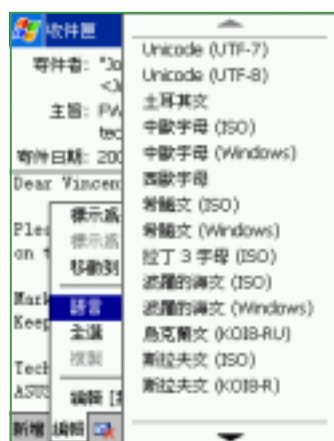 收件匣
寄件者: "Jo
<J
主旨: FW
tec
寄件日期: 200
Dear Vincen
Plea
on t
Mark
Keep
Tech
ASUS
標示為
標示為
移動到
語言
全選
複製
編輯 [我
新增 編輯
Unicode (UTF-7)
Unicode (UTF-8)
土耳其文
中歐字母 (ISO)
中歐字母 (Windows)
西歐字母
希臘文 (ISO)
希臘文 (Windows)
拉丁 3 字母 (ISO)
波羅的海文 (ISO)
波羅的海文 (Windows)
烏克蘭文 (KOI8-RU)
斯拉夫文 (ISO)
斯拉夫文 (KOI8-R)